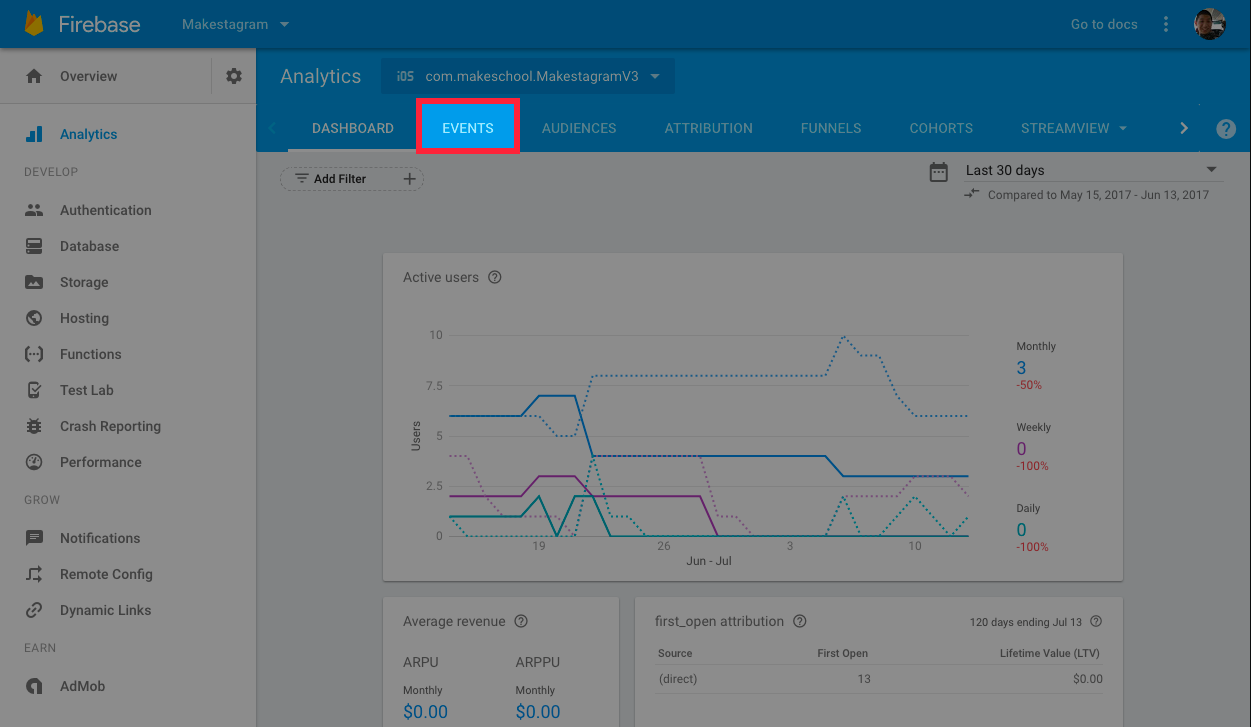 Firebase
Makestagram
Go to docs
Overview
Analytics
DEVELOP
Authentication
Database
Storage
Hosting
Functions
Test Lab
Crash Reporting
Performance
GROW
Notifications
Remote Config
Dynamic Links
EARN
AdMob
Analytics
iOS com.makeschool.MakestagramV3
DASHBOARD EVENTS AUDIENCES ATTRIBUTION FUNNELS COHORTS STREAMVIEW ?
Add Filter +
Last 30 days
Compared to May 15, 2017 - Jun 13, 2017
Active users ?
Users
10
7.5
5
2.5
0
19 26 3 10
Jun - Jul
Monthly
3
-50%
Weekly
0
-100%
Daily
0
-100%
Average revenue ?
ARPU ARPPU
Monthly Monthly
$0.00 $0.00
first_open attribution ? 120 days ending Jul 13 ?
Source First Open Lifetime Value (LTV)
(direct) 13 $0.00